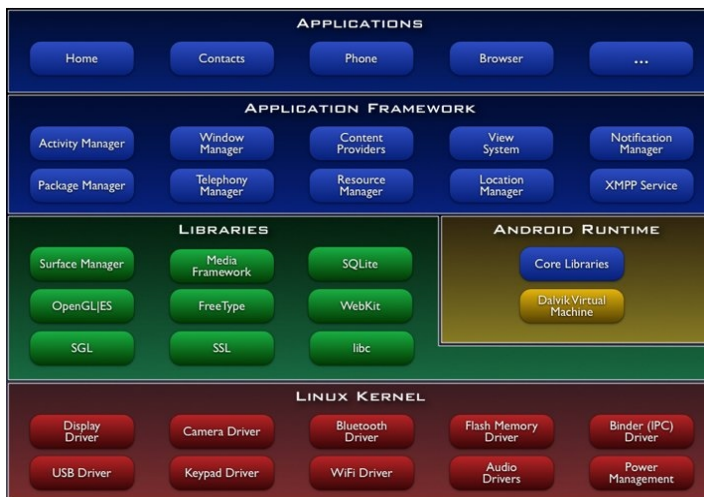 APPLICATIONS
Home
Contacts
Phone
Browser
...
APPLICATION FRAMEWORK
Activity Manager
Window
Manager
Content
Providers
View
System
Notification
Manager
Package Manager
Telephony
Manager
Resource
Manager
Location
Manager
XMPP Service
LIBRARIES
Surface Manager
Media
Framework
SQLite
OpenGL|ES
FreeType
WebKit
SGL
SSL
libc
ANDROID RUNTIME
Core Libraries
Dalvik Virtual
Machine
LINUX KERNEL
Display
Driver
Camera Driver
Bluetooth
Driver
Flash Memory
Driver
Binder (IPC)
Driver
USB Driver
Keypad Driver
WiFi Driver
Audio
Drivers
Power
Management